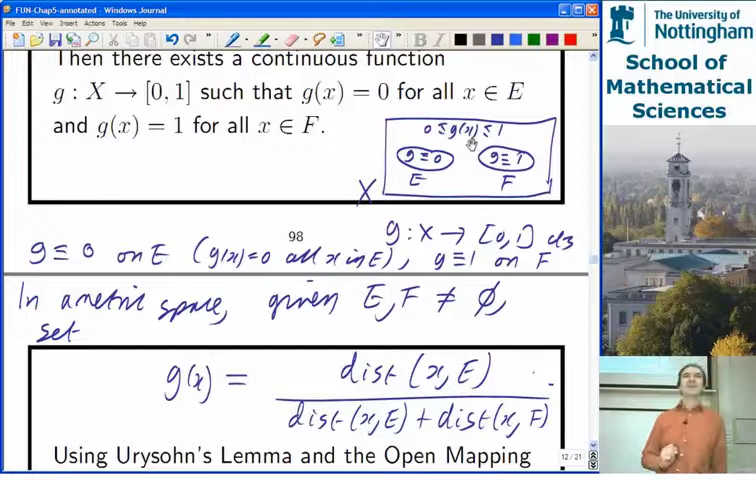 FUN-Chap5-annotated - Windows Journal
File Edit View Insert Actions Tools Help
Then there exists a continuous function
g : X → [0, 1] such that g(x) = 0 for all x ∈ E
and g(x) = 1 for all x ∈ F.
0 ≤ g(x) ≤ 1
g ≡ 0 g ≡ 1
E F
X
98
g : X → [0, 1] cts
g ≡ 0 on E (g(x)=0 all x in E), g ≡ 1 on F
In a metric space, given E, F ≠ ∅,
set
g(x) = dist(x, E)
dist(x, E) + dist(x, F)
Using Urysohn's Lemma and the Open Mapping
12 / 21
The University of
Nottingham
School of
Mathematical
Sciences